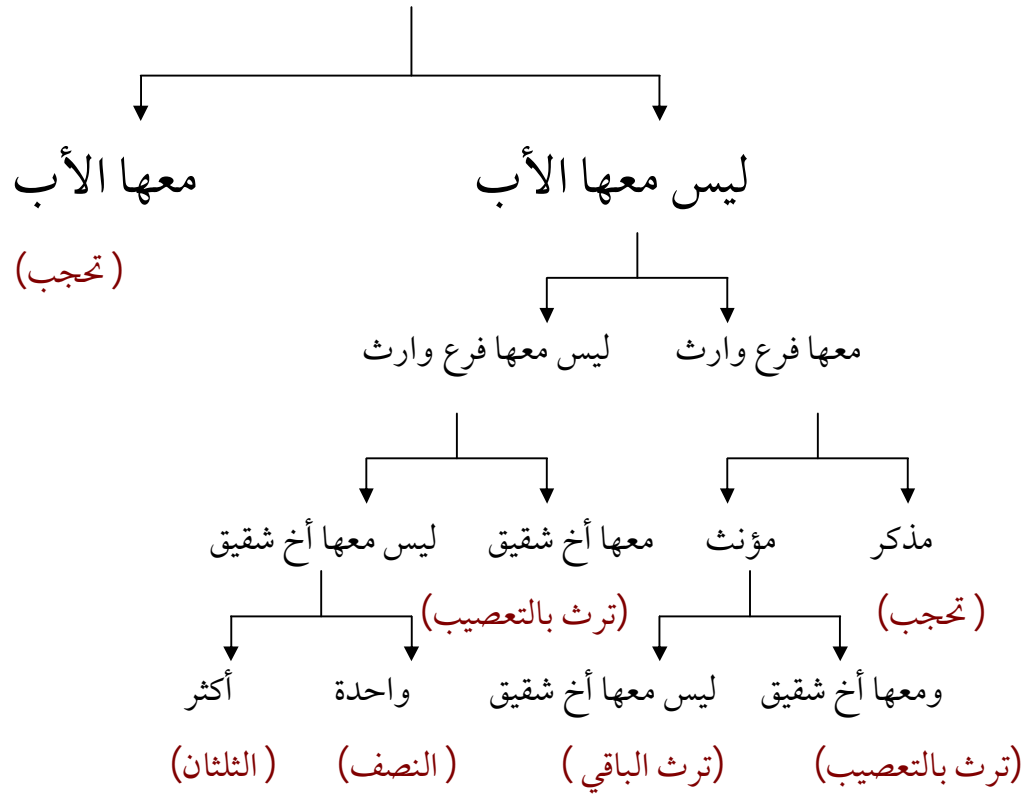 ليس معها الأب
معها الأب
( تحجب)
معها فرع وارث
ليس معها فرع وارث
مذكر
مؤنث
معها أخ شقيق
ليس معها أخ شقيق
( تحجب)
(ترث بالتعصيب)
ومعها أخ شقيق
ليس معها أخ شقيق
واحدة
أكثر
(ترث بالتعصيب)
(ترث الباقي )
( النصف)
( الثلثان)